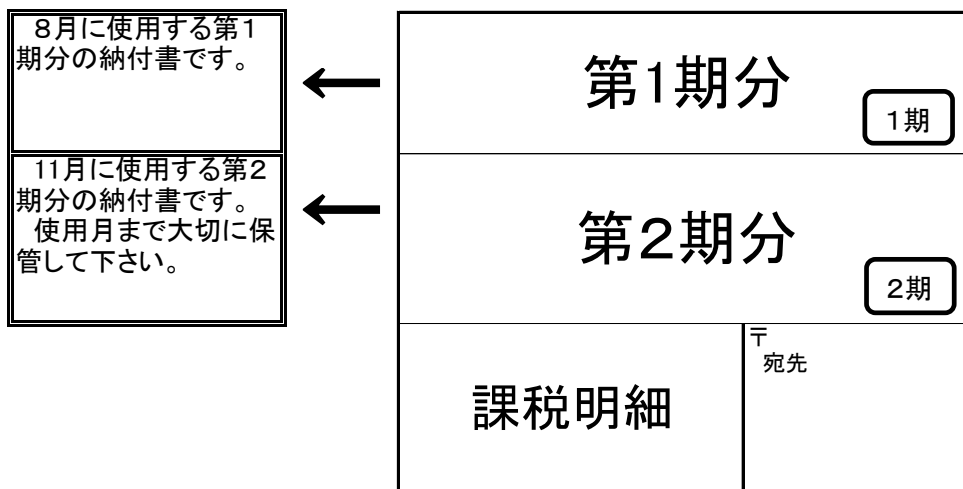 ８月に使用する第１
期分の納付書です。
第１期分
１期
11月に使用する第２
期分の納付書です。
使用月まで大切に保
管して下さい。
第２期分
２期
課税明細
〒
宛先